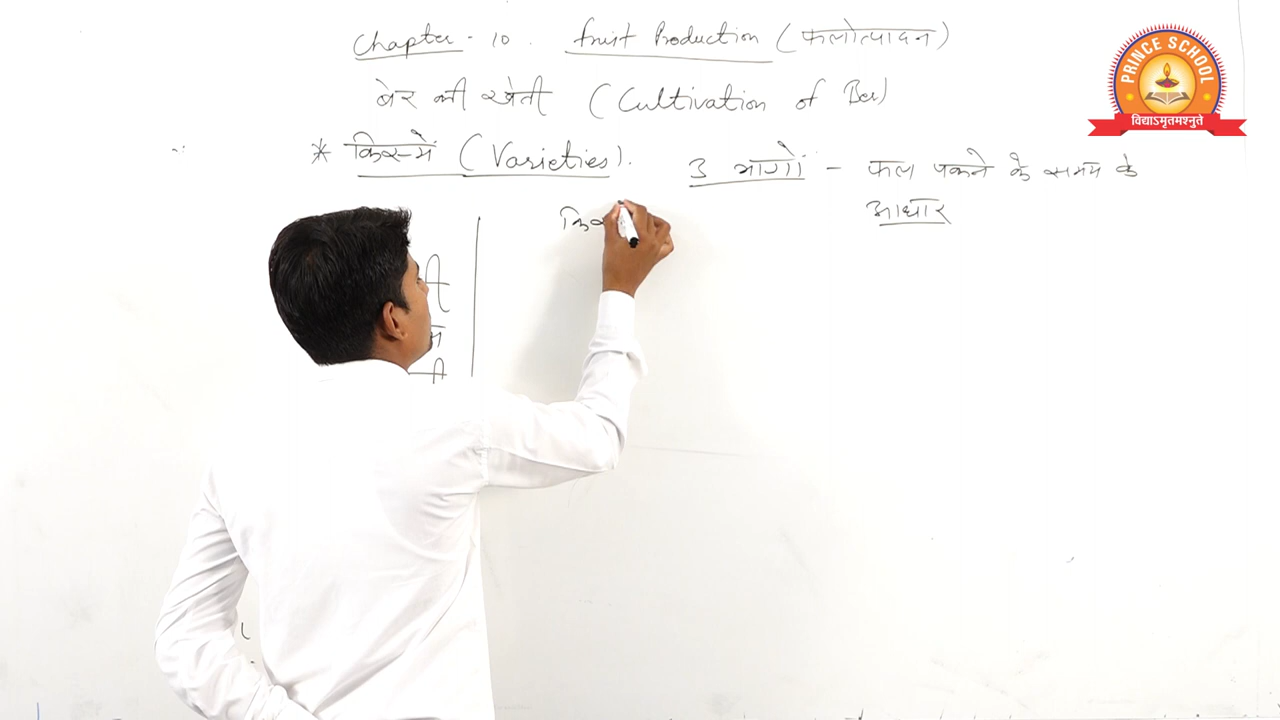 Chapter - 10. Fruit Production (फलोत्पादन)
बेर की खेती (Cultivation of Ber)
* किस्में (Varieties). 3 भागों - फल पकने के समय के
आधार
PRINCE SCHOOL
विद्याऽमृतमश्नुते